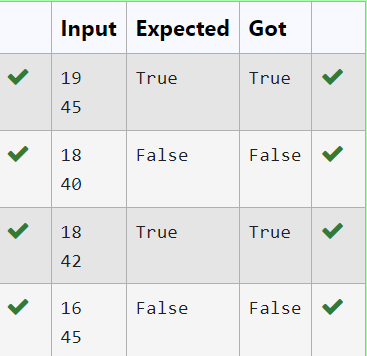 Input Expected Got
19 True True
45
18 False False
40
18 True True
42
16 False False
45